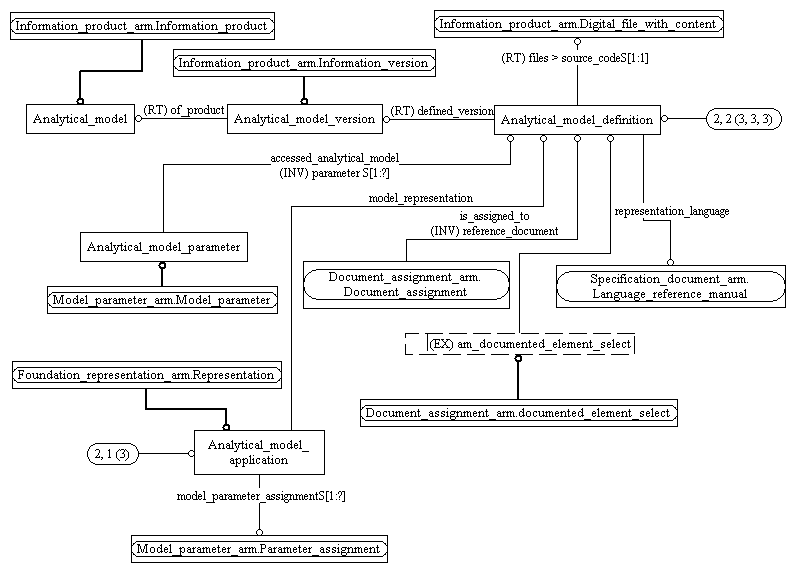 Information_product_arm.Information_product
Information_product_arm.Digital_file_with_content
Information_product_arm.Information_version
(RT) files > source_codeS[1:1]
Analytical_model
(RT) of_product
Analytical_model_version
(RT) defined_version
Analytical_model_definition
2, 2 (3, 3, 3)
accessed_analytical_model
(INV) parameter S[1:?]
model_representation
is_assigned_to
(INV) reference_document
representation_language
Analytical_model_parameter
Document_assignment_arm.
Document_assignment
Specification_document_arm.
Language_reference_manual
Model_parameter_arm.Model_parameter
(EX) am_documented_element_select
Foundation_representation_arm.Representation
Document_assignment_arm.documented_element_select
Analytical_model_
application
2, 1 (3)
model_parameter_assignmentS[1:?]
Model_parameter_arm.Parameter_assignment